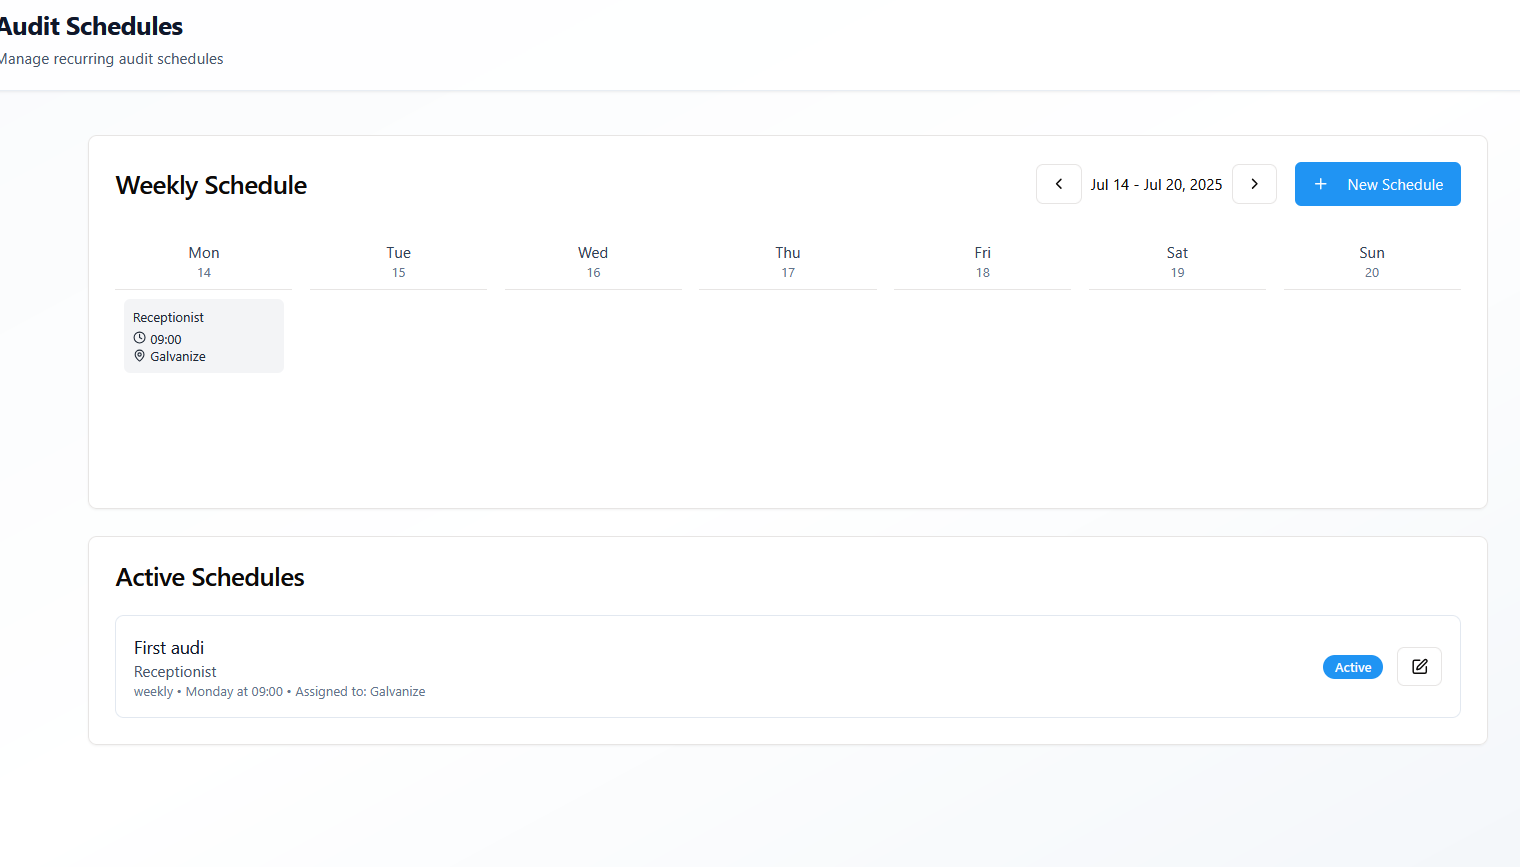 Audit Schedules
Manage recurring audit schedules
Weekly Schedule
Jul 14 - Jul 20, 2025
New Schedule
Mon Tue Wed Thu Fri Sat Sun
14 15 16 17 18 19 20
Receptionist
09:00
Galvanize
Active Schedules
First audi
Receptionist
weekly • Monday at 09:00 • Assigned to: Galvanize
Active